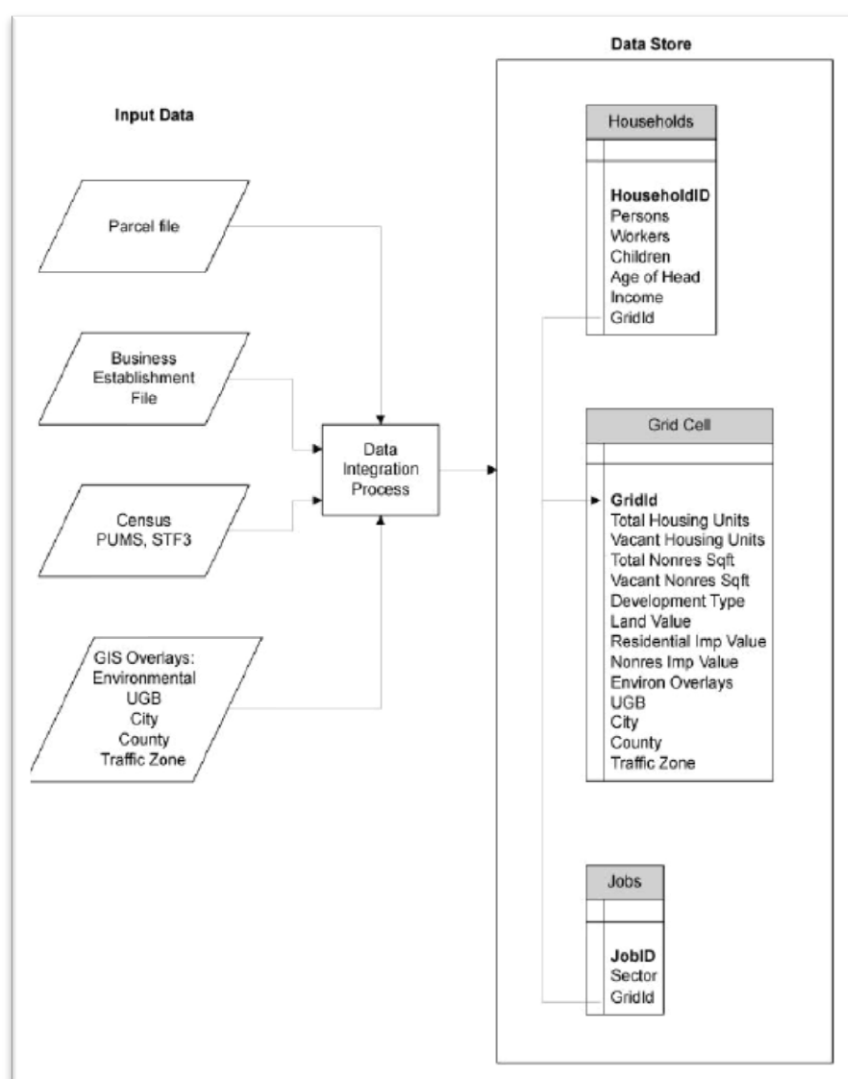 Data Store
Input Data
Parcel file
Business
Establishment
File
Census
PUMS, STF3
GIS Overlays:
Environmental
UGB
City
County
Traffic Zone
Data
Integration
Process
Households
HouseholdID
Persons
Workers
Children
Age of Head
Income
GridId
Grid Cell
GridId
Total Housing Units
Vacant Housing Units
Total Nonres Sqft
Vacant Nonres Sqft
Development Type
Land Value
Residential Imp Value
Nonres Imp Value
Environ Overlays
UGB
City
County
Traffic Zone
Jobs
JobID
Sector
GridId